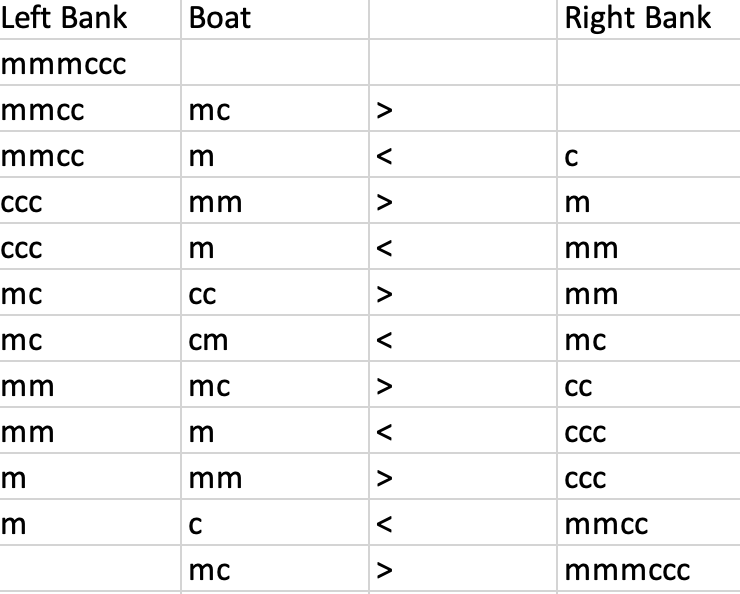 Left Bank Boat Right Bank
mmmccc
mmcc mc >
mmcc m < c
ccc mm > m
ccc m < mm
mc cc > mm
mc cm < mc
mm mc > cc
mm m < ccc
m mm > ccc
m c < mmcc
mc > mmmccc